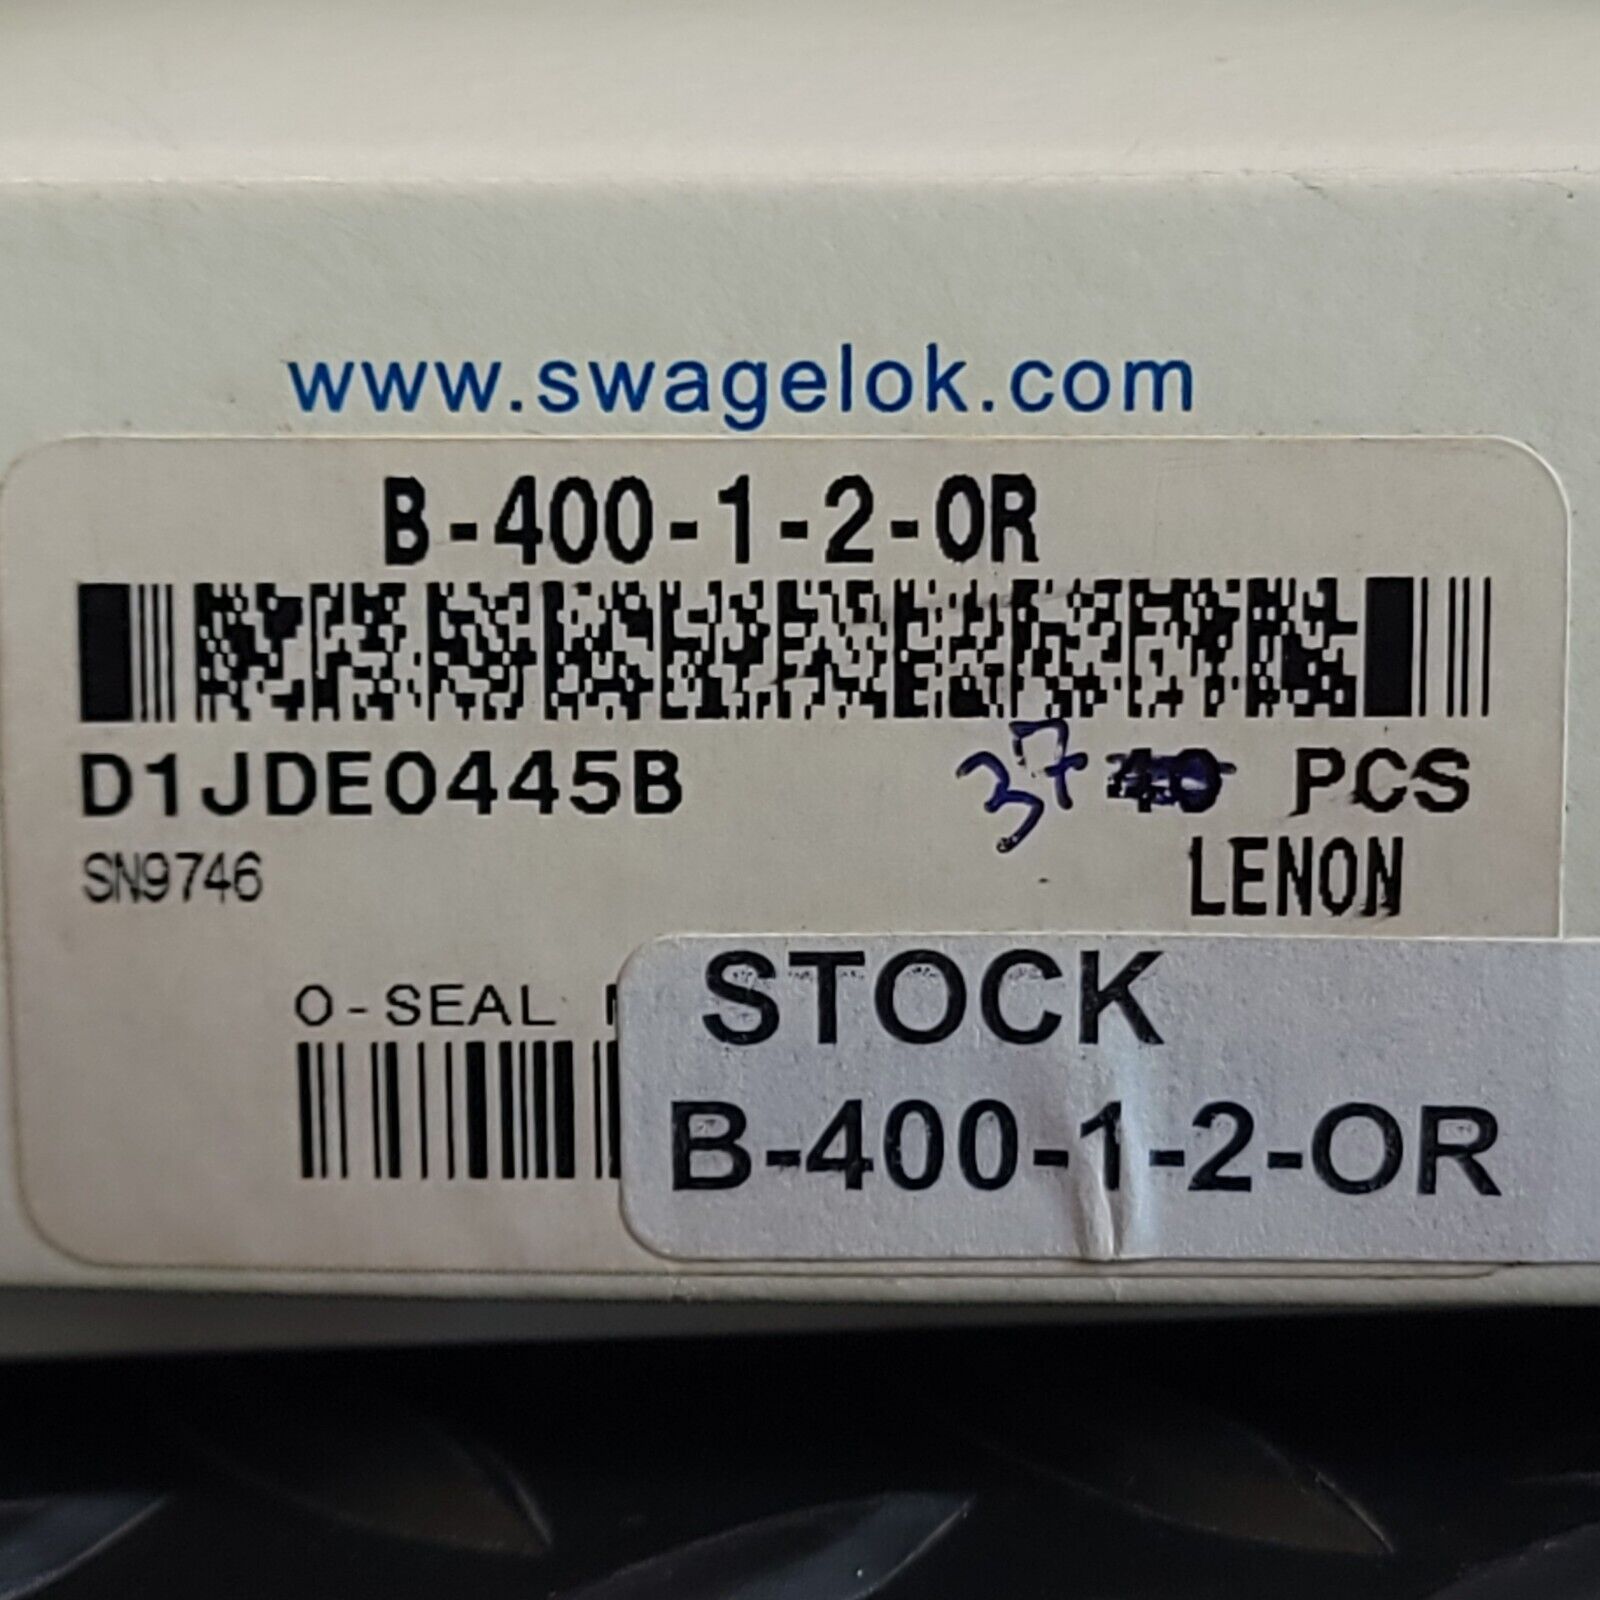 www.swagelok.com
B-400-1-2-OR
D1JDE0445B 37 40 PCS
SN9746 LENON
O-SEAL
STOCK
B-400-1-2-OR